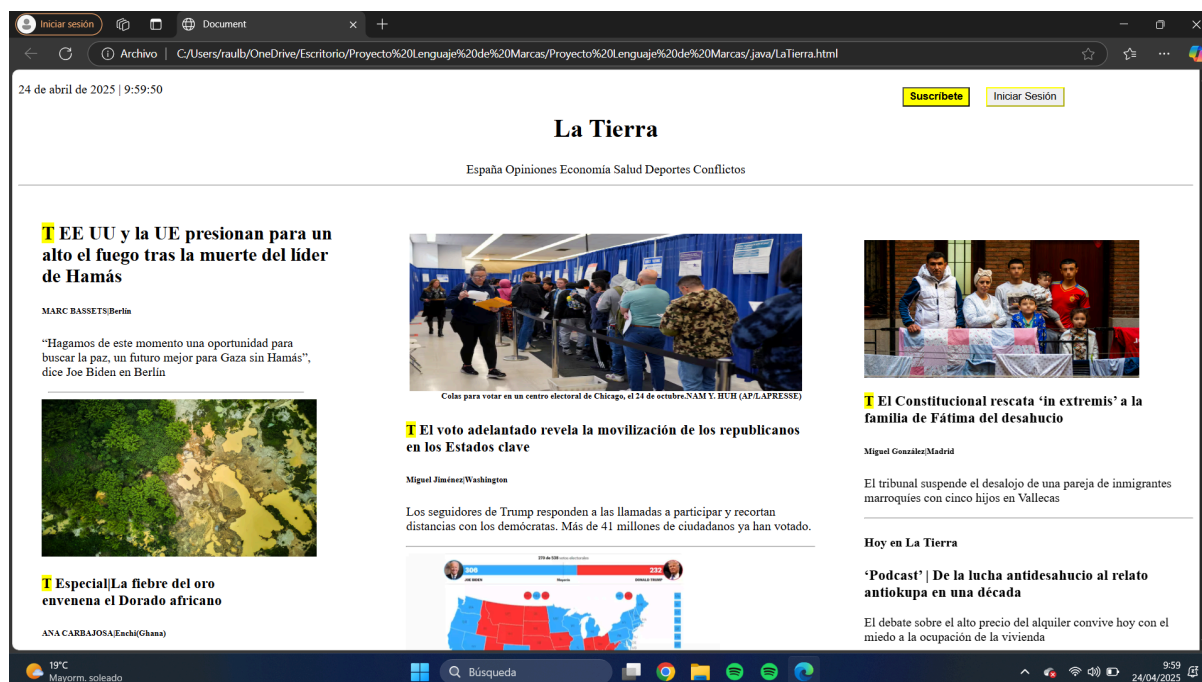 Iniciar sesión
Document
Archivo
C:/Users/raulb/OneDrive/Escritorio/Proyecto%20Lenguaje%20de%20Marcas/Proyecto%20Lenguaje%20de%20Marcas/.java/LaTierra.html
24 de abril de 2025 | 9:59:50
Suscríbete
Iniciar Sesión
La Tierra
España Opiniones Economía Salud Deportes Conflictos
T EE UU y la UE presionan para un
alto el fuego tras la muerte del líder
de Hamás
MARC BASSETS|Berlín
“Hagamos de este momento una oportunidad para
buscar la paz, un futuro mejor para Gaza sin Hamás”,
dice Joe Biden en Berlín
T Especial|La fiebre del oro
envenena el Dorado africano
ANA CARBAJOSA|Enchi(Ghana)
Colas para votar en un centro electoral de Chicago, el 24 de octubre.NAM Y. HUH (AP/LAPRESSE)
T El voto adelantado revela la movilización de los republicanos
en los Estados clave
Miguel Jiménez|Washington
Los seguidores de Trump responden a las llamadas a participar y recortan
distancias con los demócratas. Más de 41 millones de ciudadanos ya han votado.
270 de 538 votos electorales
306
232
JOE BIDEN
Mayoría
DONALD TRUMP
T El Constitucional rescata ‘in extremis’ a la
familia de Fátima del desahucio
Miguel González|Madrid
El tribunal suspende el desalojo de una pareja de inmigrantes
marroquíes con cinco hijos en Vallecas
Hoy en La Tierra
‘Podcast’ | De la lucha antidesahucio al relato
antiokupa en una década
El debate sobre el alto precio del alquiler convive hoy con el
miedo a la ocupación de la vivienda
19°C
Mayorm. soleado
Búsqueda
9:59
24/04/2025